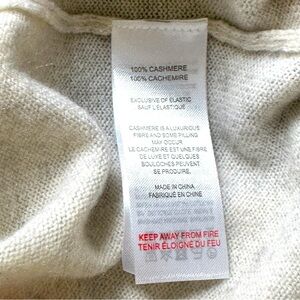 100% CASHMERE
100% CACHEMIRE
EXCLUSIVE OF ELASTIC
SAUF L'ELASTIQUE
CASHMERE IS A LUXURIOUS
FIBRE AND SOME PILLING
MAY OCCUR.
LE CACHEMIRE EST UNE FIBRE
DE LUXE ET QUELQUES
BOULOCHES PEUVENT
SE PRODUIRE.
MADE IN CHINA
FABRIQUÉ EN CHINE
KEEP AWAY FROM FIRE
TENIR ÉLOIGNÉ DU FEU